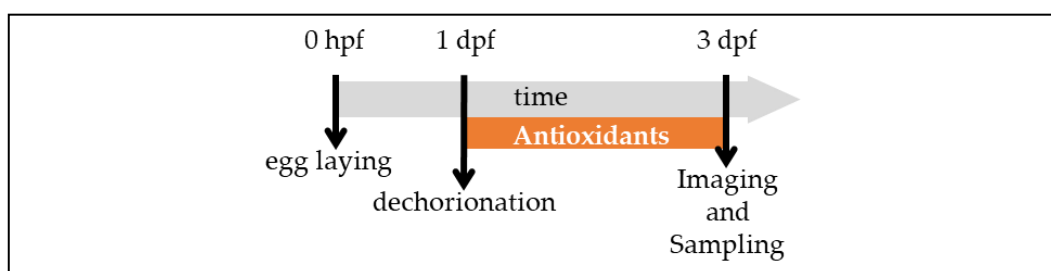 0 hpf 1 dpf 3 dpf
time
Antioxidants
egg laying
dechorionation
Imaging
and
Sampling